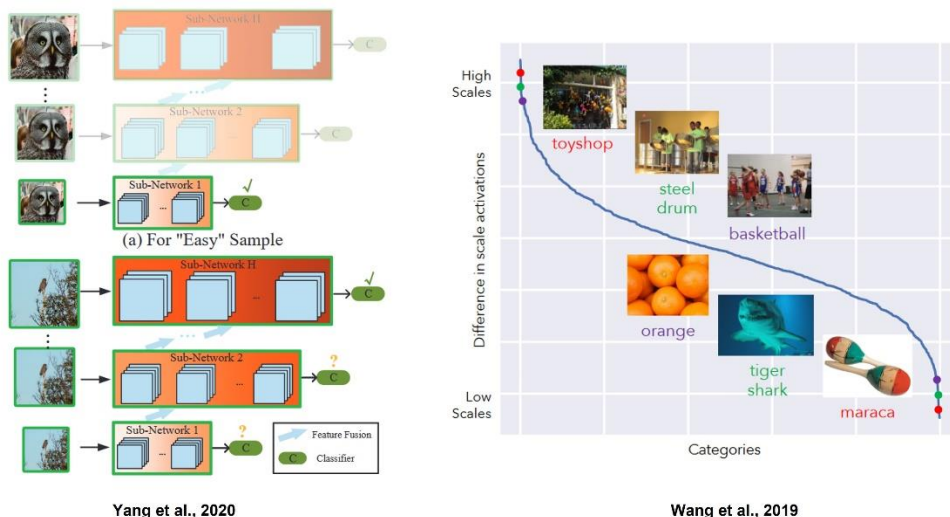 Sub-Network H
C
Sub-Network 2
...
C
Sub-Network 1
...
✓
C
(a) For "Easy" Sample
Sub-Network H
...
✓
C
Sub-Network 2
...
?
C
Sub-Network 1
...
?
C
Feature Fusion
C Classifier
Yang et al., 2020
High
Scales
toyshop
steel
drum
basketball
Difference in scale activations
orange
tiger
shark
maraca
Low
Scales
Categories
Wang et al., 2019